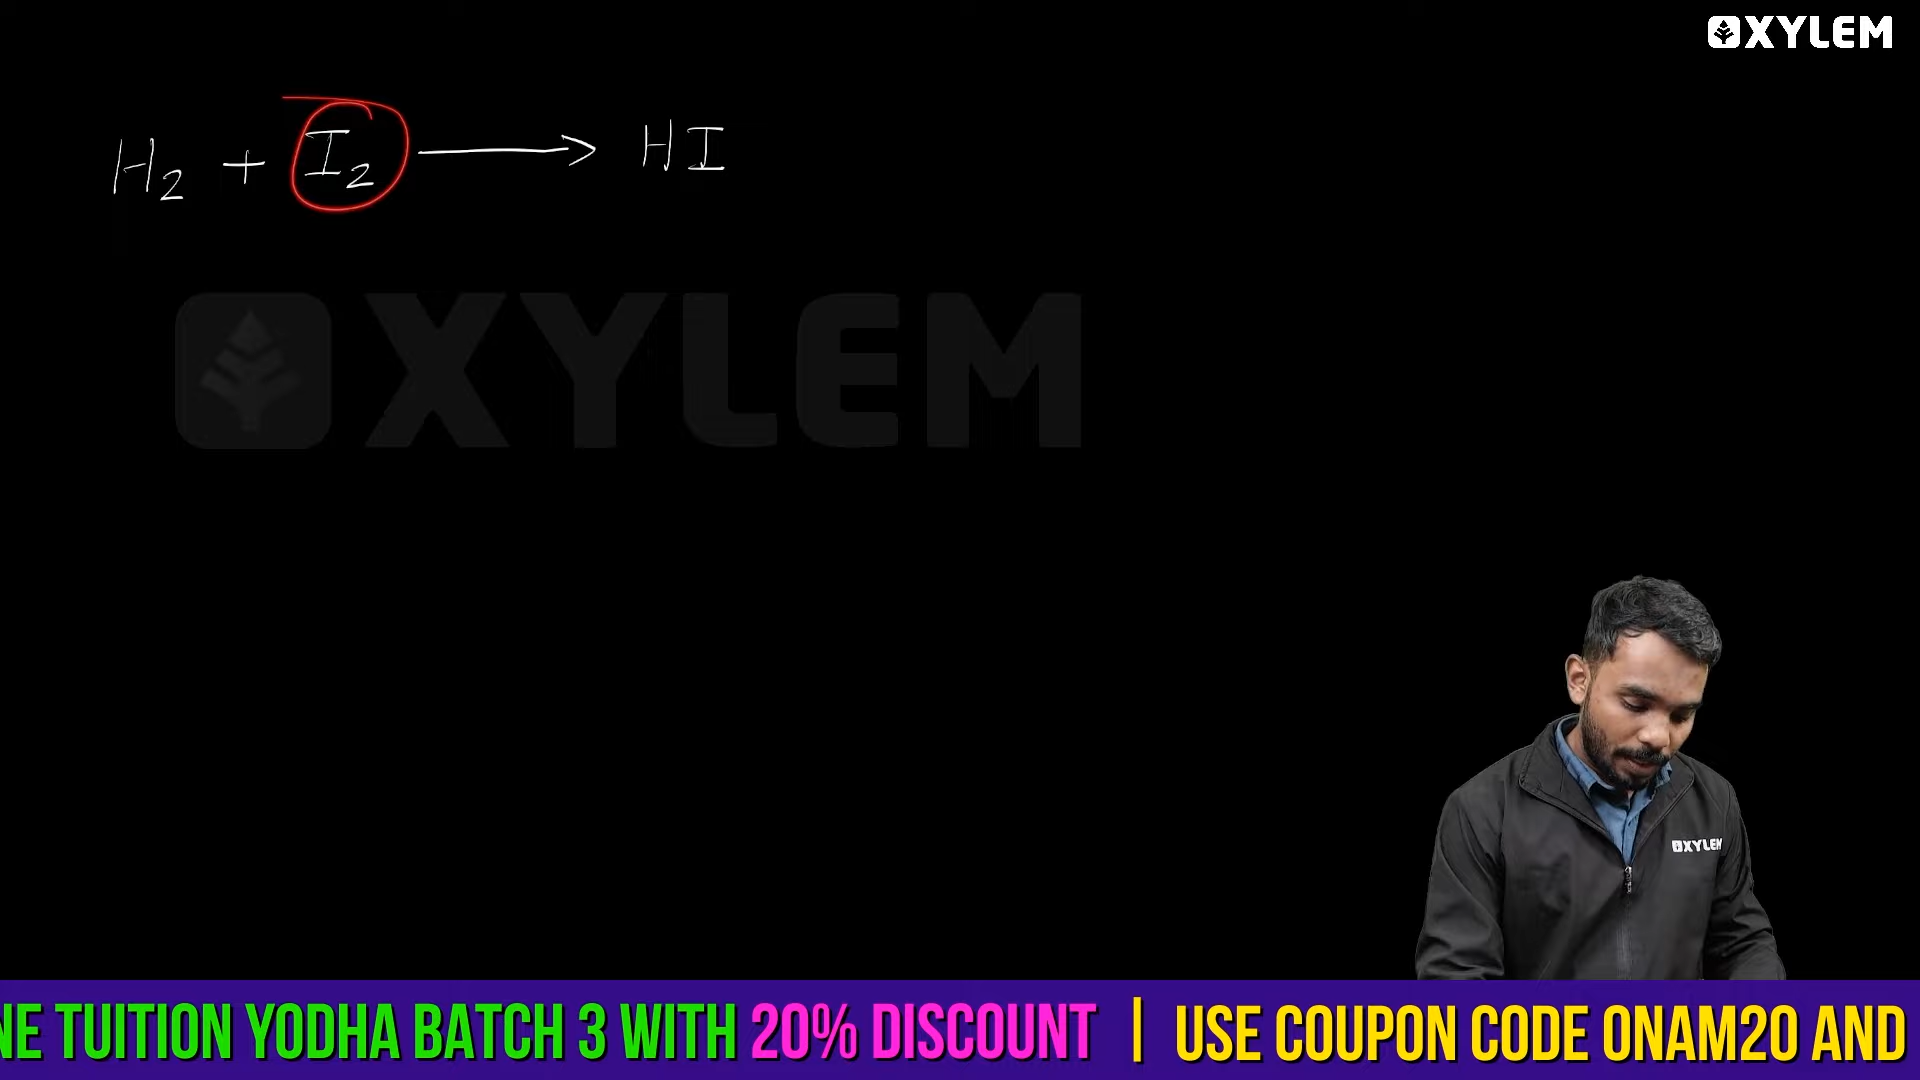 XYLEM
H₂ + I₂ ⟶ HI
XYLEM
XYLEM
NE TUITION YODHA BATCH 3 WITH 20% DISCOUNT | USE COUPON CODE ONAM20 AND